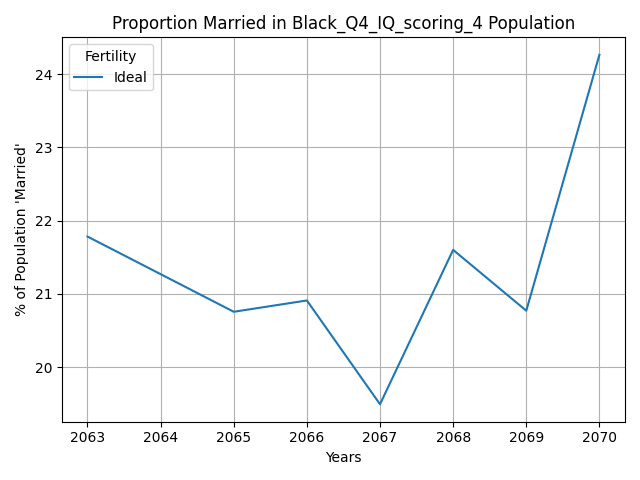 Proportion Married in Black_Q4_IQ_scoring_4 Population
Fertility
Ideal
% of Population 'Married'
24
23
22
21
20
2063 2064 2065 2066 2067 2068 2069 2070
Years